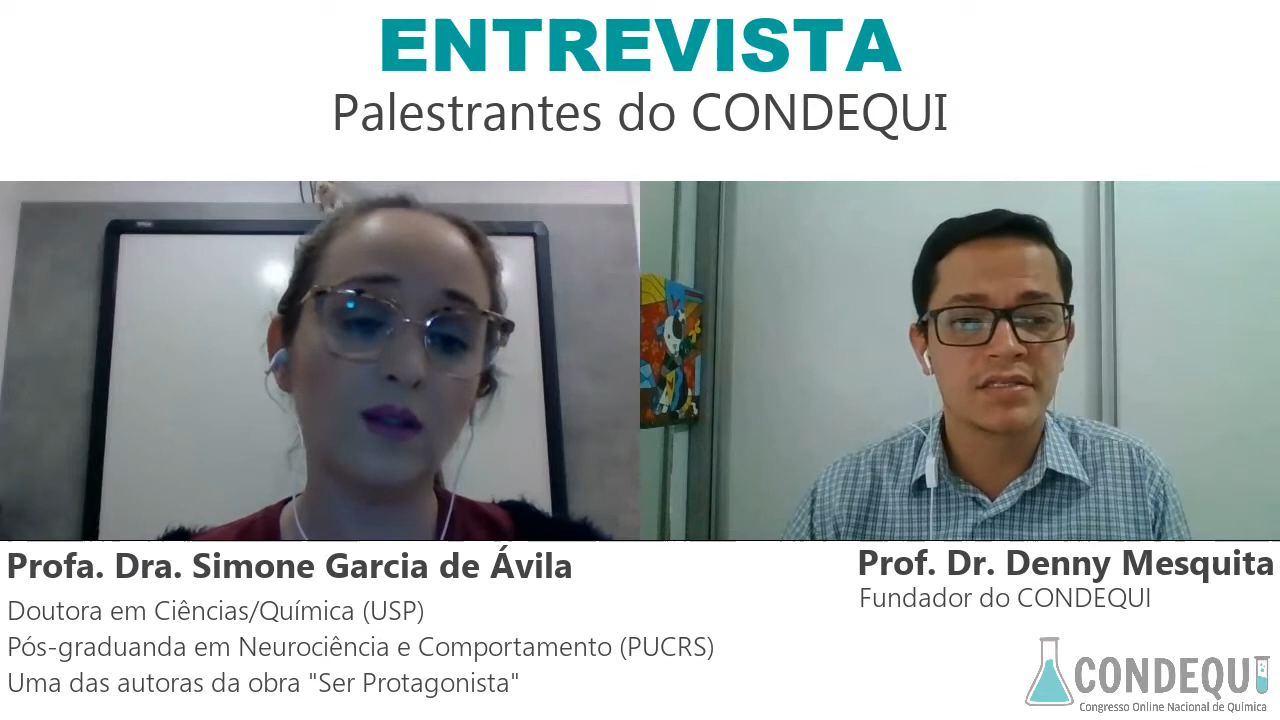 ENTREVISTA
Palestrantes do CONDEQUI
Profa. Dra. Simone Garcia de Ávila
Doutora em Ciências/Química (USP)
Pós-graduanda em Neurociência e Comportamento (PUCRS)
Uma das autoras da obra "Ser Protagonista"
Prof. Dr. Denny Mesquita
Fundador do CONDEQUI
CONDEQUI
Congresso Online Nacional de Química